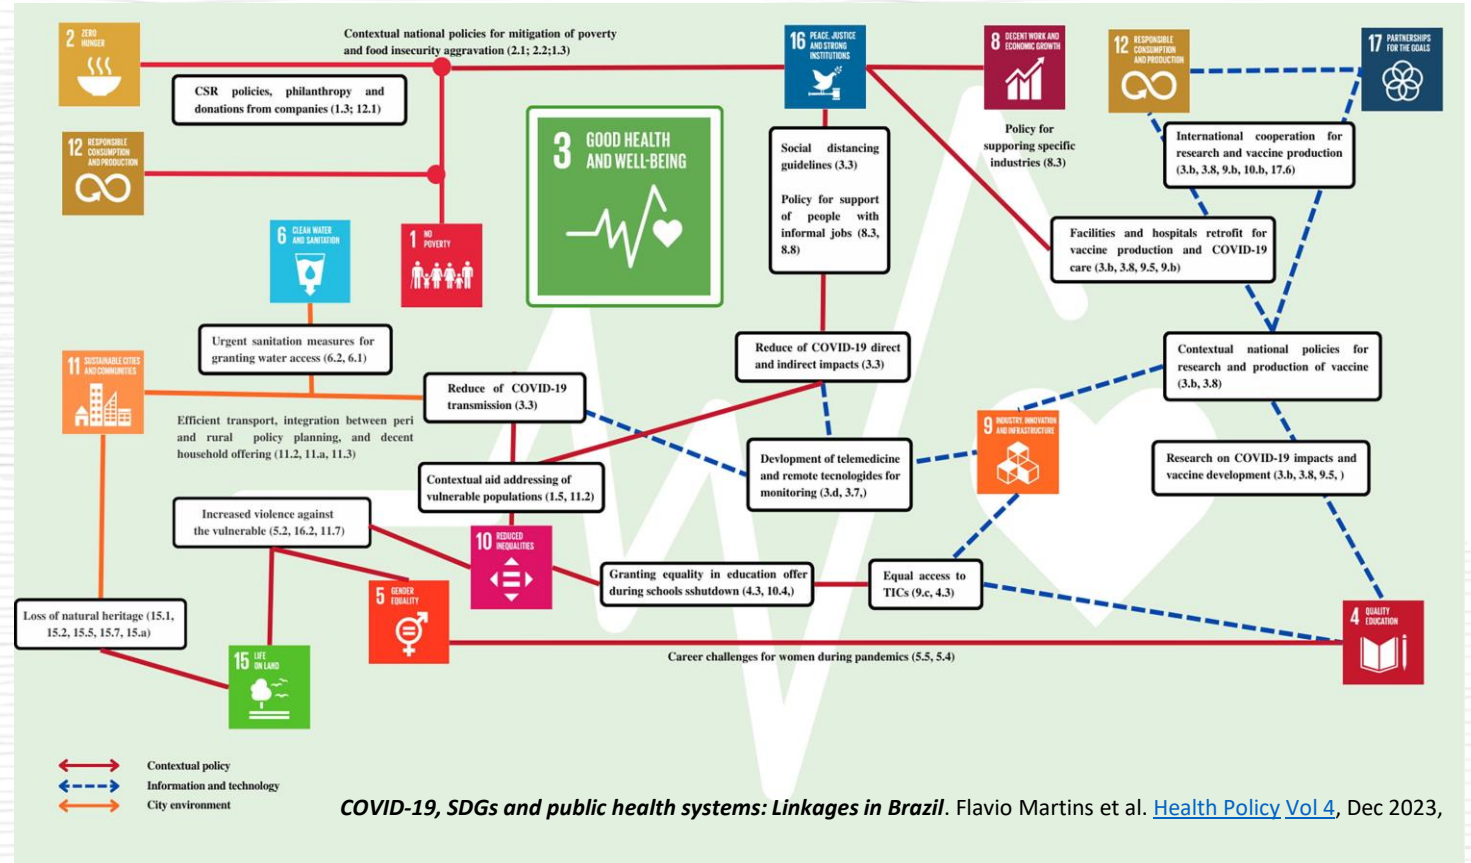 2 ZERO
HUNGER
Contextual national policies for mitigation of poverty
and food insecurity aggravation (2.1; 2.2;1.3)
CSR policies, philanthropy and
donations from companies (1.3; 12.1)
12 RESPONSIBLE
CONSUMPTION
AND PRODUCTION
1 NO
POVERTY
3 GOOD HEALTH
AND WELL-BEING
16 PEACE, JUSTICE
AND STRONG
INSTITUTIONS
8 DECENT WORK AND
ECONOMIC GROWTH
12 RESPONSIBLE
CONSUMPTION
AND PRODUCTION
17 PARTNERSHIPS
FOR THE GOALS
Social distancing
guidelines (3.3)
Policy for support
of people with
informal jobs (8.3,
8.8)
Policy for
supporing specific
industries (8.3)
International cooperation for
research and vaccine production
(3.b, 3.8, 9.b, 10.b, 17.6)
Facilities and hospitals retrofit for
vaccine production and COVID-19
care (3.b, 3.8, 9.5, 9.b)
6 CLEAN WATER
AND SANITATION
Urgent sanitation measures for
granting water access (6.2, 6.1)
11 SUSTAINABLE CITIES
AND COMMUNITIES
Efficient transport, integration between peri
and rural policy planning, and decent
household offering (11.2, 11.a, 11.3)
Reduce of COVID-19
transmission (3.3)
Reduce of COVID-19 direct
and indirect impacts (3.3)
Contextual national policies for
research and production of vaccine
(3.b, 3.8)
9 INDUSTRY, INNOVATION
AND INFRASTRUCTURE
Contextual aid addressing of
vulnerable populations (1.5, 11.2)
Devlopment of telemedicine
and remote tecnologides for
monitoring (3.d, 3.7,)
Research on COVID-19 impacts and
vaccine devlopment (3.b, 3.8, 9.5, )
Increased violence against
the vulnerable (5.2, 16.2, 11.7)
10 REDUCED
INEQUALITIES
5 GENDER
EQUALITY
Granting equality in education offer
during schools sshutdown (4.3, 10.4,)
Equal access to
TICs (9.c, 4.3)
4 QUALITY
EDUCATION
Loss of natural heritage (15.1,
15.2, 15.5, 15.7, 15.a)
15 LIFE
ON LAND
Career challenges for women during pandemics (5.5, 5.4)
Contextual policy
Information and technology
City environment
COVID-19, SDGs and public health systems: Linkages in Brazil. Flavio Martins et al. Health Policy Vol 4, Dec 2023,